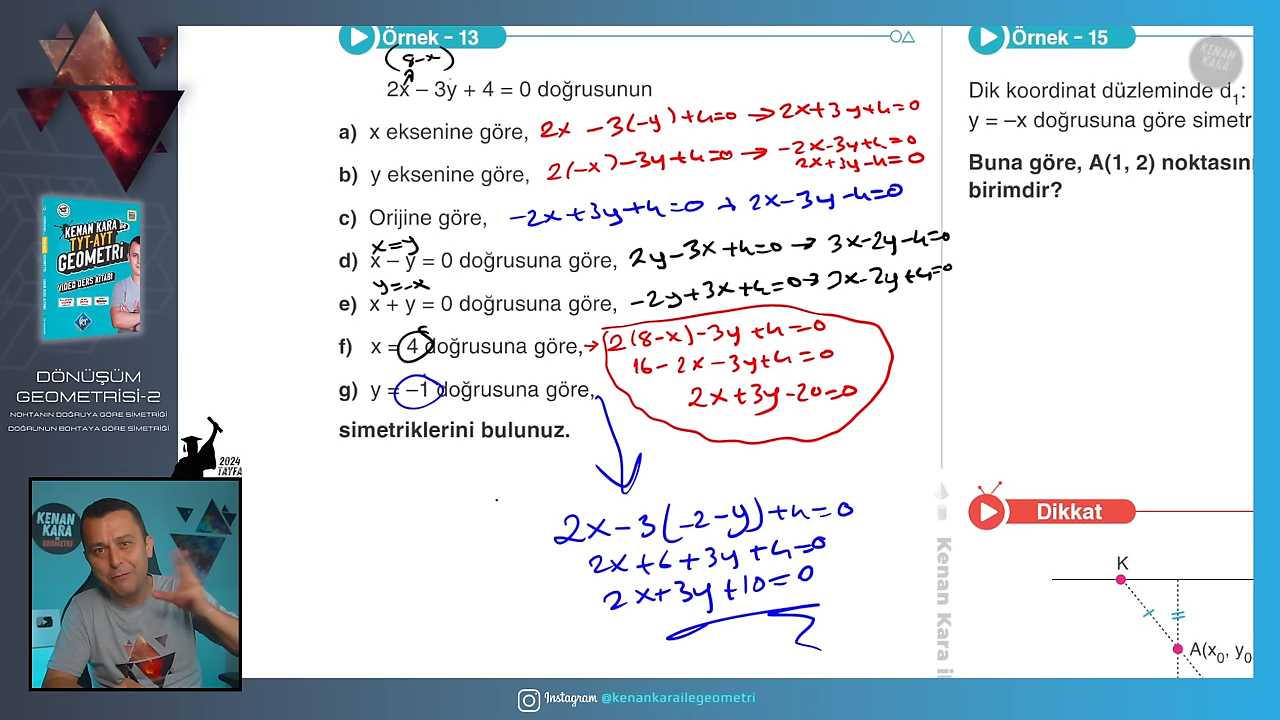 Örnek – 13
(8-x)
2x – 3y + 4 = 0 doğrusunun
a) x eksenine göre, 2x -3(-y)+4=0 → 2x+3y+4=0
b) y eksenine göre, 2(-x)-3y+4=0 → -2x-3y+4=0
2x+3y-4=0
c) Orijine göre, -2x+3y+4=0 → 2x-3y-4=0
x=y
d) x – y = 0 doğrusuna göre, 2y-3x+4=0 → 3x-2y-4=0
y=-x
e) x + y = 0 doğrusuna göre, -2y+3x+4=0 → 3x-2y+4=0
f) x = 4 doğrusuna göre, → 2(8-x)-3y+4=0
16-2x-3y+4=0
2x+3y-20=0
g) y = –1 doğrusuna göre,
simetriklerini bulunuz.
2x-3(-2-y)+4=0
2x+6+3y+4=0
2x+3y+10=0
Örnek – 15
KENAN
KARA
Dik koordinat düzleminde d₁:
y = –x doğrusuna göre simetr
Buna göre, A(1, 2) noktasın
birimdir?
Dikkat
K
A(x₀, y₀
Kenan Kara il
KENAN KARA ile
TYT-AYT
GEOMETRİ
VİDEO DERS KİTABI
DÖNÜŞÜM
GEOMETRİSİ-2
NOKTANIN DOĞRUYA GÖRE SİMETRİĞİ
DOĞRUNUN NOKTAYA GÖRE SİMETRİĞİ
2024
TAYFA
KENAN
KARA
GEOMETRİ
Instagram @kenankarailegeometri